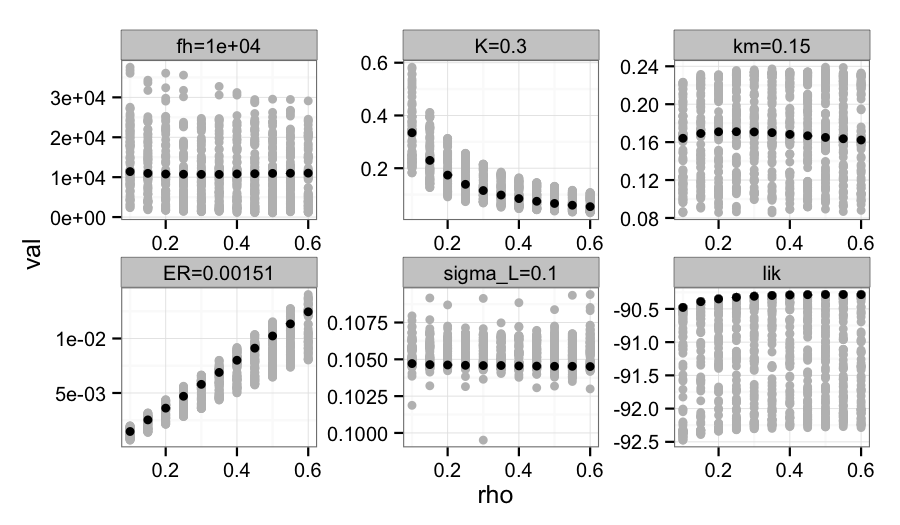 fh=1e+04
K=0.3
km=0.15
3e+04
2e+04
1e+04
0e+00
0.6
0.4
0.2
0.24
0.20
0.16
0.12
0.08
0.2 0.4 0.6
0.2 0.4 0.6
0.2 0.4 0.6
val
ER=0.00151
sigma_L=0.1
lik
1e-02
5e-03
0.1075
0.1050
0.1025
0.1000
-90.5
-91.0
-91.5
-92.0
-92.5
0.2 0.4 0.6
0.2 0.4 0.6
0.2 0.4 0.6
rho